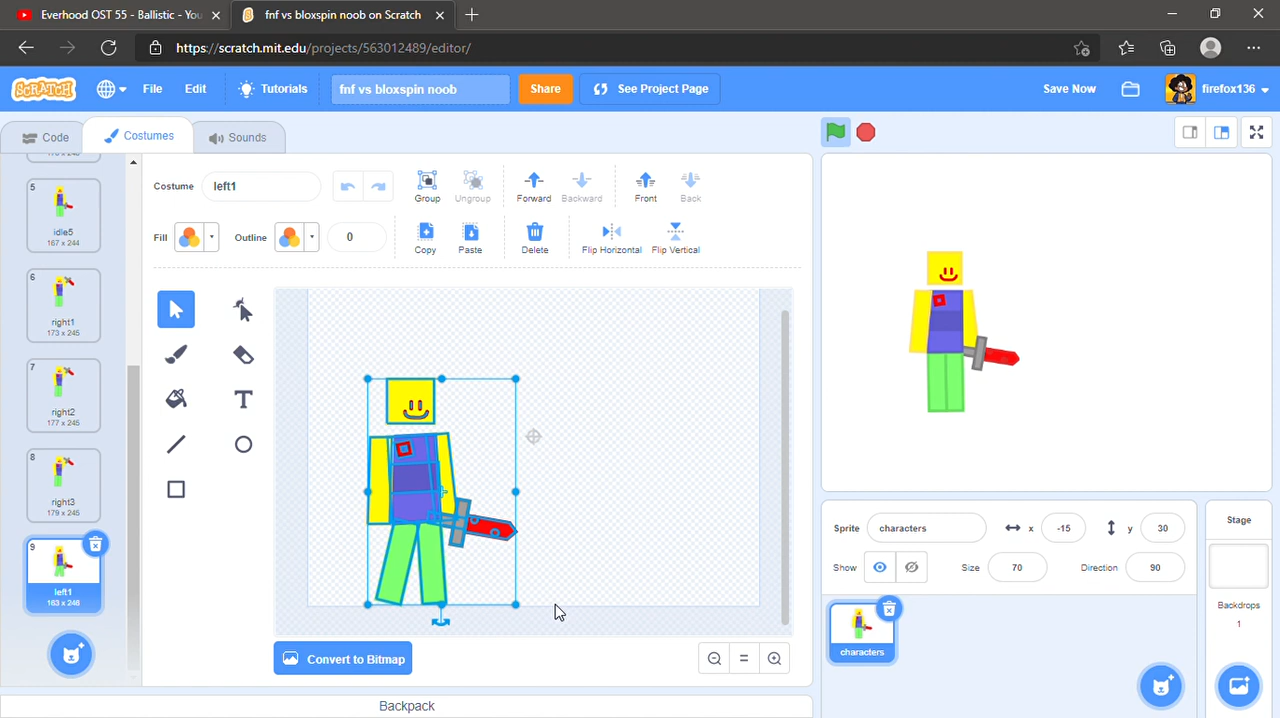 Everhood OST 55 - Ballistic - You
fnf vs bloxspin noob on Scratch
https://scratch.mit.edu/projects/563012489/editor/
SCRATCH
File
Edit
Tutorials
fnf vs bloxspin noob
Share
See Project Page
Save Now
firefox136
Code
Costumes
Sounds
5
idle5
167 x 244
6
right1
173 x 245
7
right2
177 x 245
8
right3
179 x 245
9
left1
163 x 246
Costume
left1
Group
Ungroup
Forward
Backward
Front
Back
Fill
Outline
0
Copy
Paste
Delete
Flip Horizontal
Flip Vertical
T
Convert to Bitmap
Backpack
Sprite
characters
x
-15
y
30
Show
Size
70
Direction
90
characters
Stage
Backdrops
1